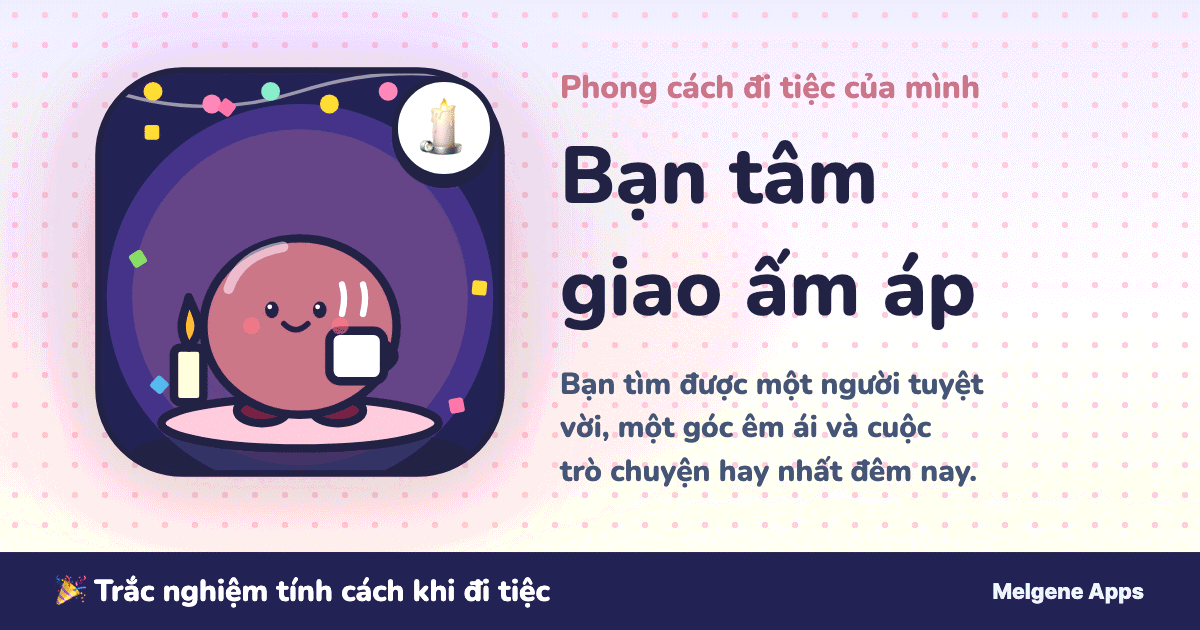 Phong cách đi tiệc của mình
Bạn tâm
giao ấm áp
Bạn tìm được một người tuyệt
vời, một góc êm ái và cuộc
trò chuyện hay nhất đêm nay.
🎉 Trắc nghiệm tính cách khi đi tiệc
Melgene Apps